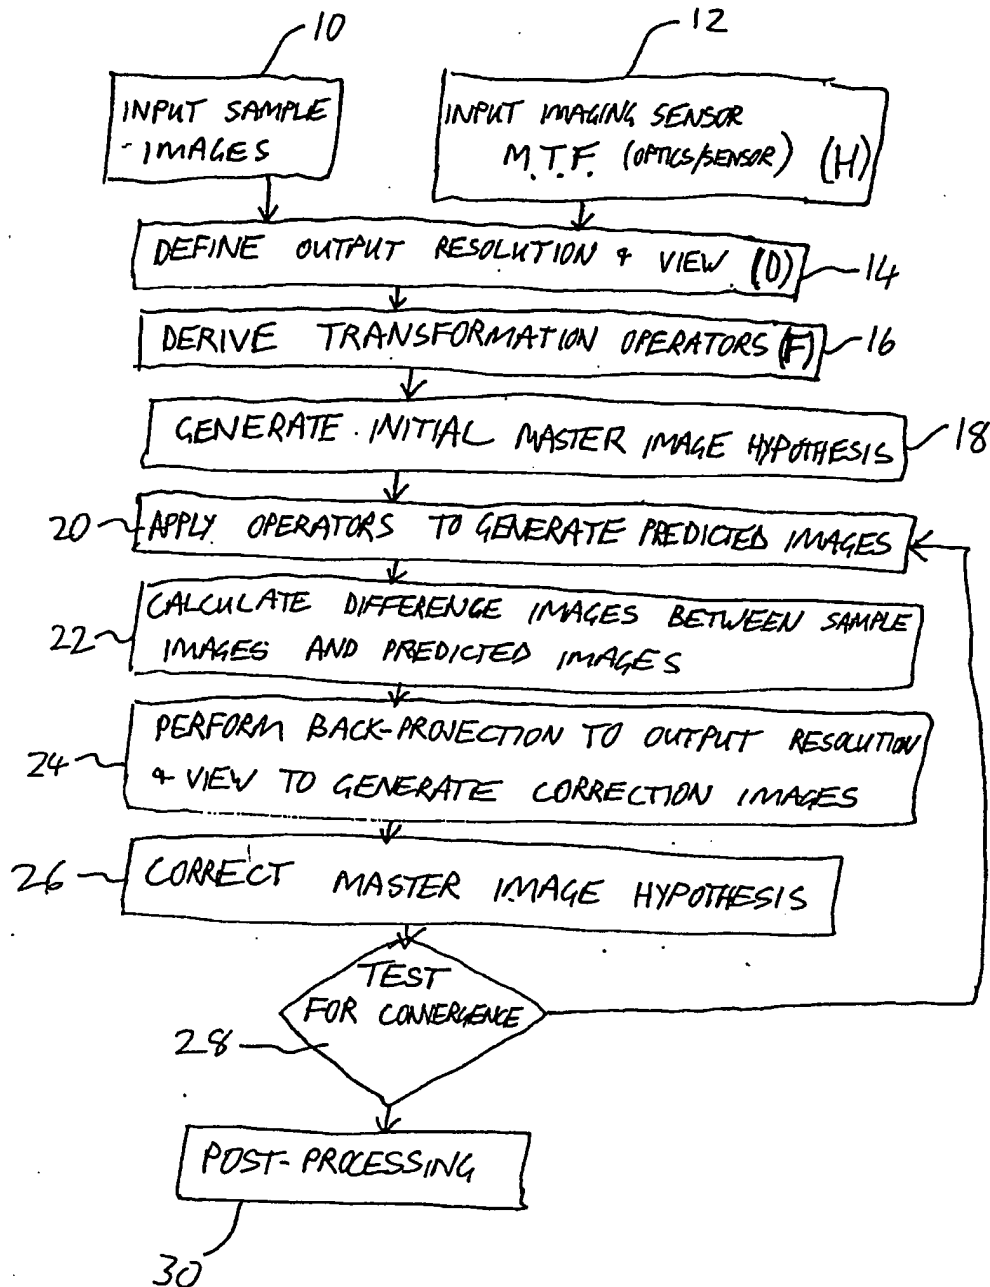 10
12
INPUT SAMPLE
- IMAGES
INPUT IMAGING SENSOR
M.T.F. (OPTICS/SENSOR) (H)
DEFINE OUTPUT RESOLUTION & VIEW (D)
14
DERIVE TRANSFORMATION OPERATORS (F)
16
GENERATE INITIAL MASTER IMAGE HYPOTHESIS
18
20
APPLY OPERATORS TO GENERATE PREDICTED IMAGES
CALCULATE DIFFERENCE IMAGES BETWEEN SAMPLE
IMAGES AND PREDICTED IMAGES
22
PERFORM BACK-PROJECTION TO OUTPUT RESOLUTION
& VIEW TO GENERATE CORRECTION IMAGES
24
26
CORRECT MASTER IMAGE HYPOTHESIS
TEST
FOR CONVERGENCE
28
POST-PROCESSING
30